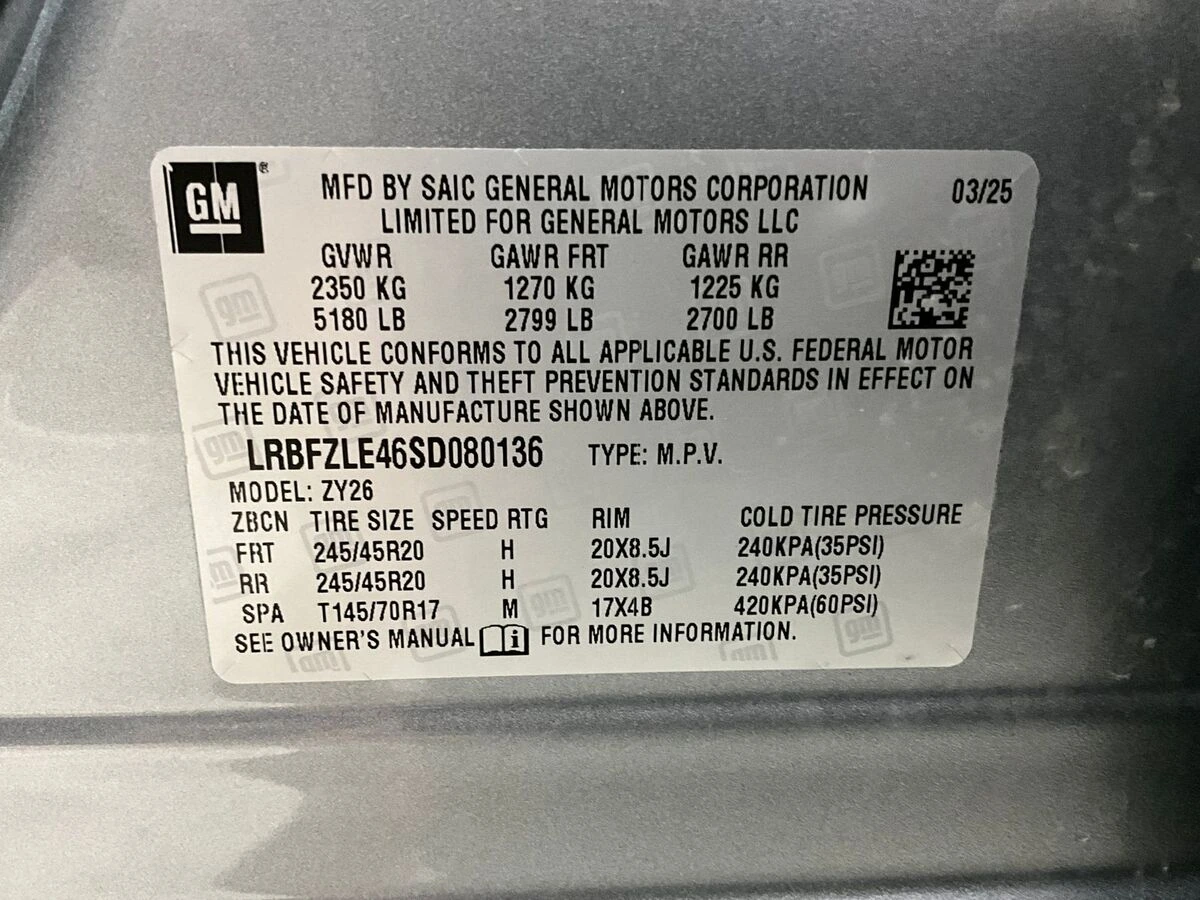 GM®
MFD BY SAIC GENERAL MOTORS CORPORATION 03/25
LIMITED FOR GENERAL MOTORS LLC
GVWR GAWR FRT GAWR RR
2350 KG 1270 KG 1225 KG
5180 LB 2799 LB 2700 LB
THIS VEHICLE CONFORMS TO ALL APPLICABLE U.S. FEDERAL MOTOR
VEHICLE SAFETY AND THEFT PREVENTION STANDARDS IN EFFECT ON
THE DATE OF MANUFACTURE SHOWN ABOVE.
LRBFZLE46SD080136 TYPE: M.P.V.
MODEL: ZY26
ZBCN TIRE SIZE SPEED RTG RIM COLD TIRE PRESSURE
FRT 245/45R20 H 20X8.5J 240KPA(35PSI)
RR 245/45R20 H 20X8.5J 240KPA(35PSI)
SPA T145/70R17 M 17X4B 420KPA(60PSI)
SEE OWNER'S MANUAL i FOR MORE INFORMATION.